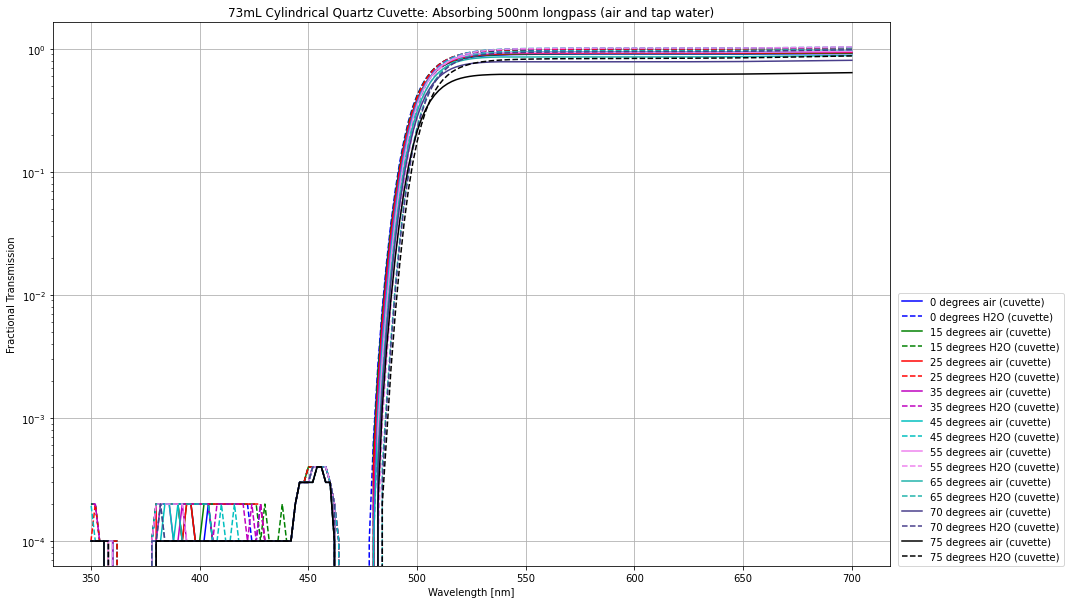 73mL Cylindrical Quartz Cuvette: Absorbing 500nm longpass (air and tap water)
Fractional Transmission
10⁰
10⁻¹
10⁻²
10⁻³
10⁻⁴
350 400 450 500 550 600 650 700
Wavelength [nm]
0 degrees air (cuvette)
0 degrees H2O (cuvette)
15 degrees air (cuvette)
15 degrees H2O (cuvette)
25 degrees air (cuvette)
25 degrees H2O (cuvette)
35 degrees air (cuvette)
35 degrees H2O (cuvette)
45 degrees air (cuvette)
45 degrees H2O (cuvette)
55 degrees air (cuvette)
55 degrees H2O (cuvette)
65 degrees air (cuvette)
65 degrees H2O (cuvette)
70 degrees air (cuvette)
70 degrees H2O (cuvette)
75 degrees air (cuvette)
75 degrees H2O (cuvette)